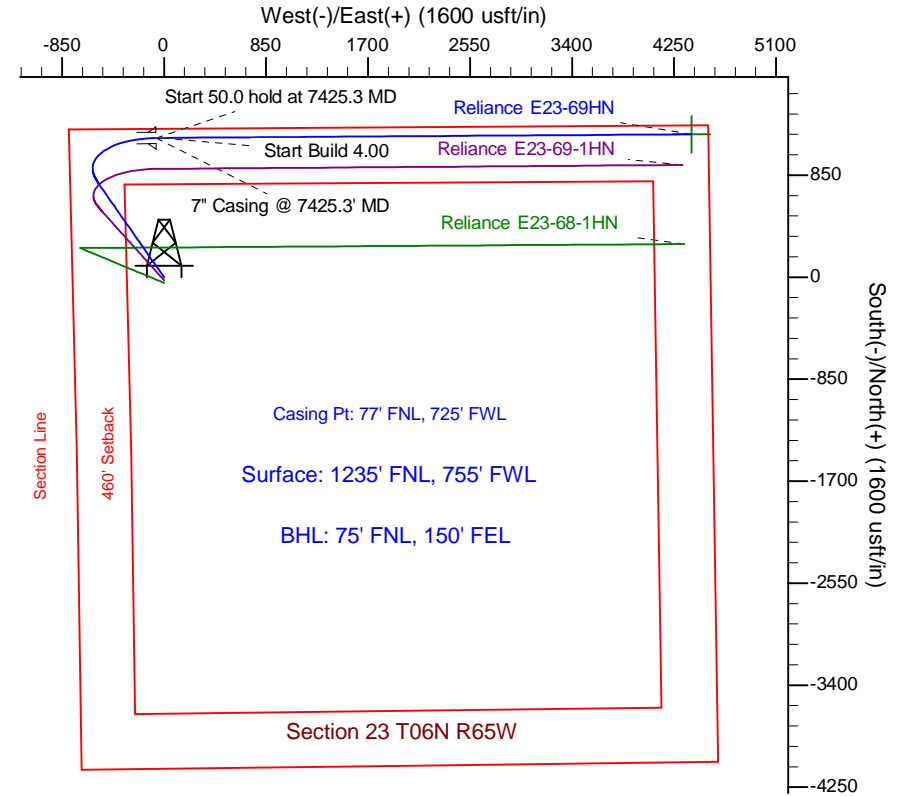 West(-)/East(+) (1600 usft/in)
-850 0 850 1700 2550 3400 4250 5100
Start 50.0 hold at 7425.3 MD
Reliance E23-69HN
Start Build 4.00
Reliance E23-69-1HN
7" Casing @ 7425.3' MD
Reliance E23-68-1HN
850
0
-850
-1700
-2550
-3400
-4250
South(-)/North(+) (1600 usft/in)
Section Line
460' Setback
Casing Pt: 77' FNL, 725' FWL
Surface: 1235' FNL, 755' FWL
BHL: 75' FNL, 150' FEL
Section 23 T06N R65W